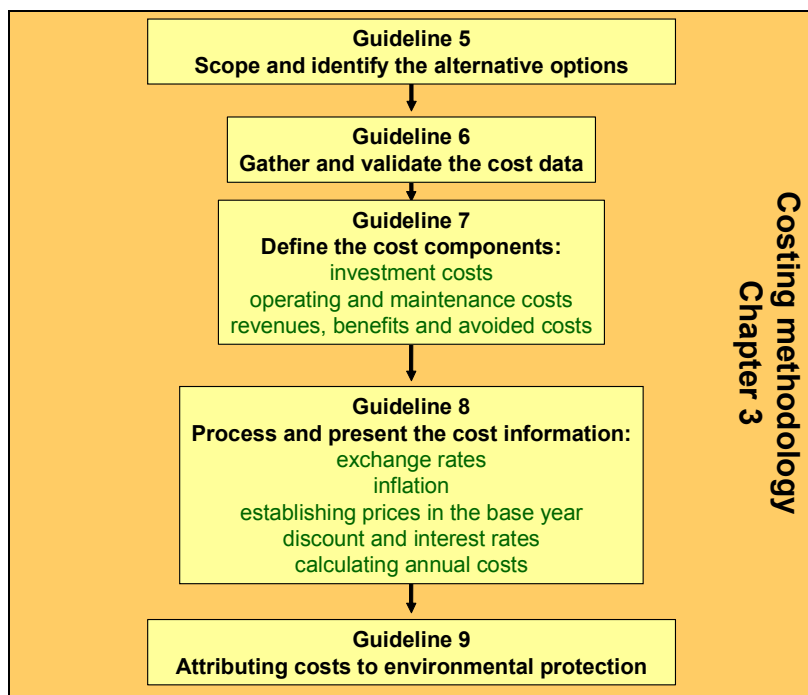 Guideline 5
Scope and identify the alternative options
Guideline 6
Gather and validate the cost data
Guideline 7
Define the cost components:
investment costs
operating and maintenance costs
revenues, benefits and avoided costs
Guideline 8
Process and present the cost information:
exchange rates
inflation
establishing prices in the base year
discount and interest rates
calculating annual costs
Guideline 9
Attributing costs to environmental protection
Costing methodology
Chapter 3